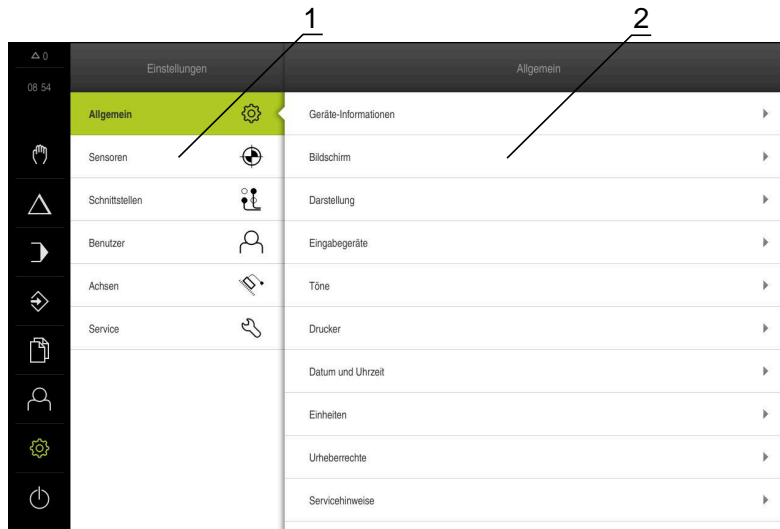 1
2
0
08 54
Einstellungen
Allgemein
Allgemein
Sensoren
Schnittstellen
Benutzer
Achsen
Service
Geräte-Informationen
Bildschirm
Darstellung
Eingabegeräte
Töne
Drucker
Datum und Uhrzeit
Einheiten
Urheberrechte
Servicehinweise